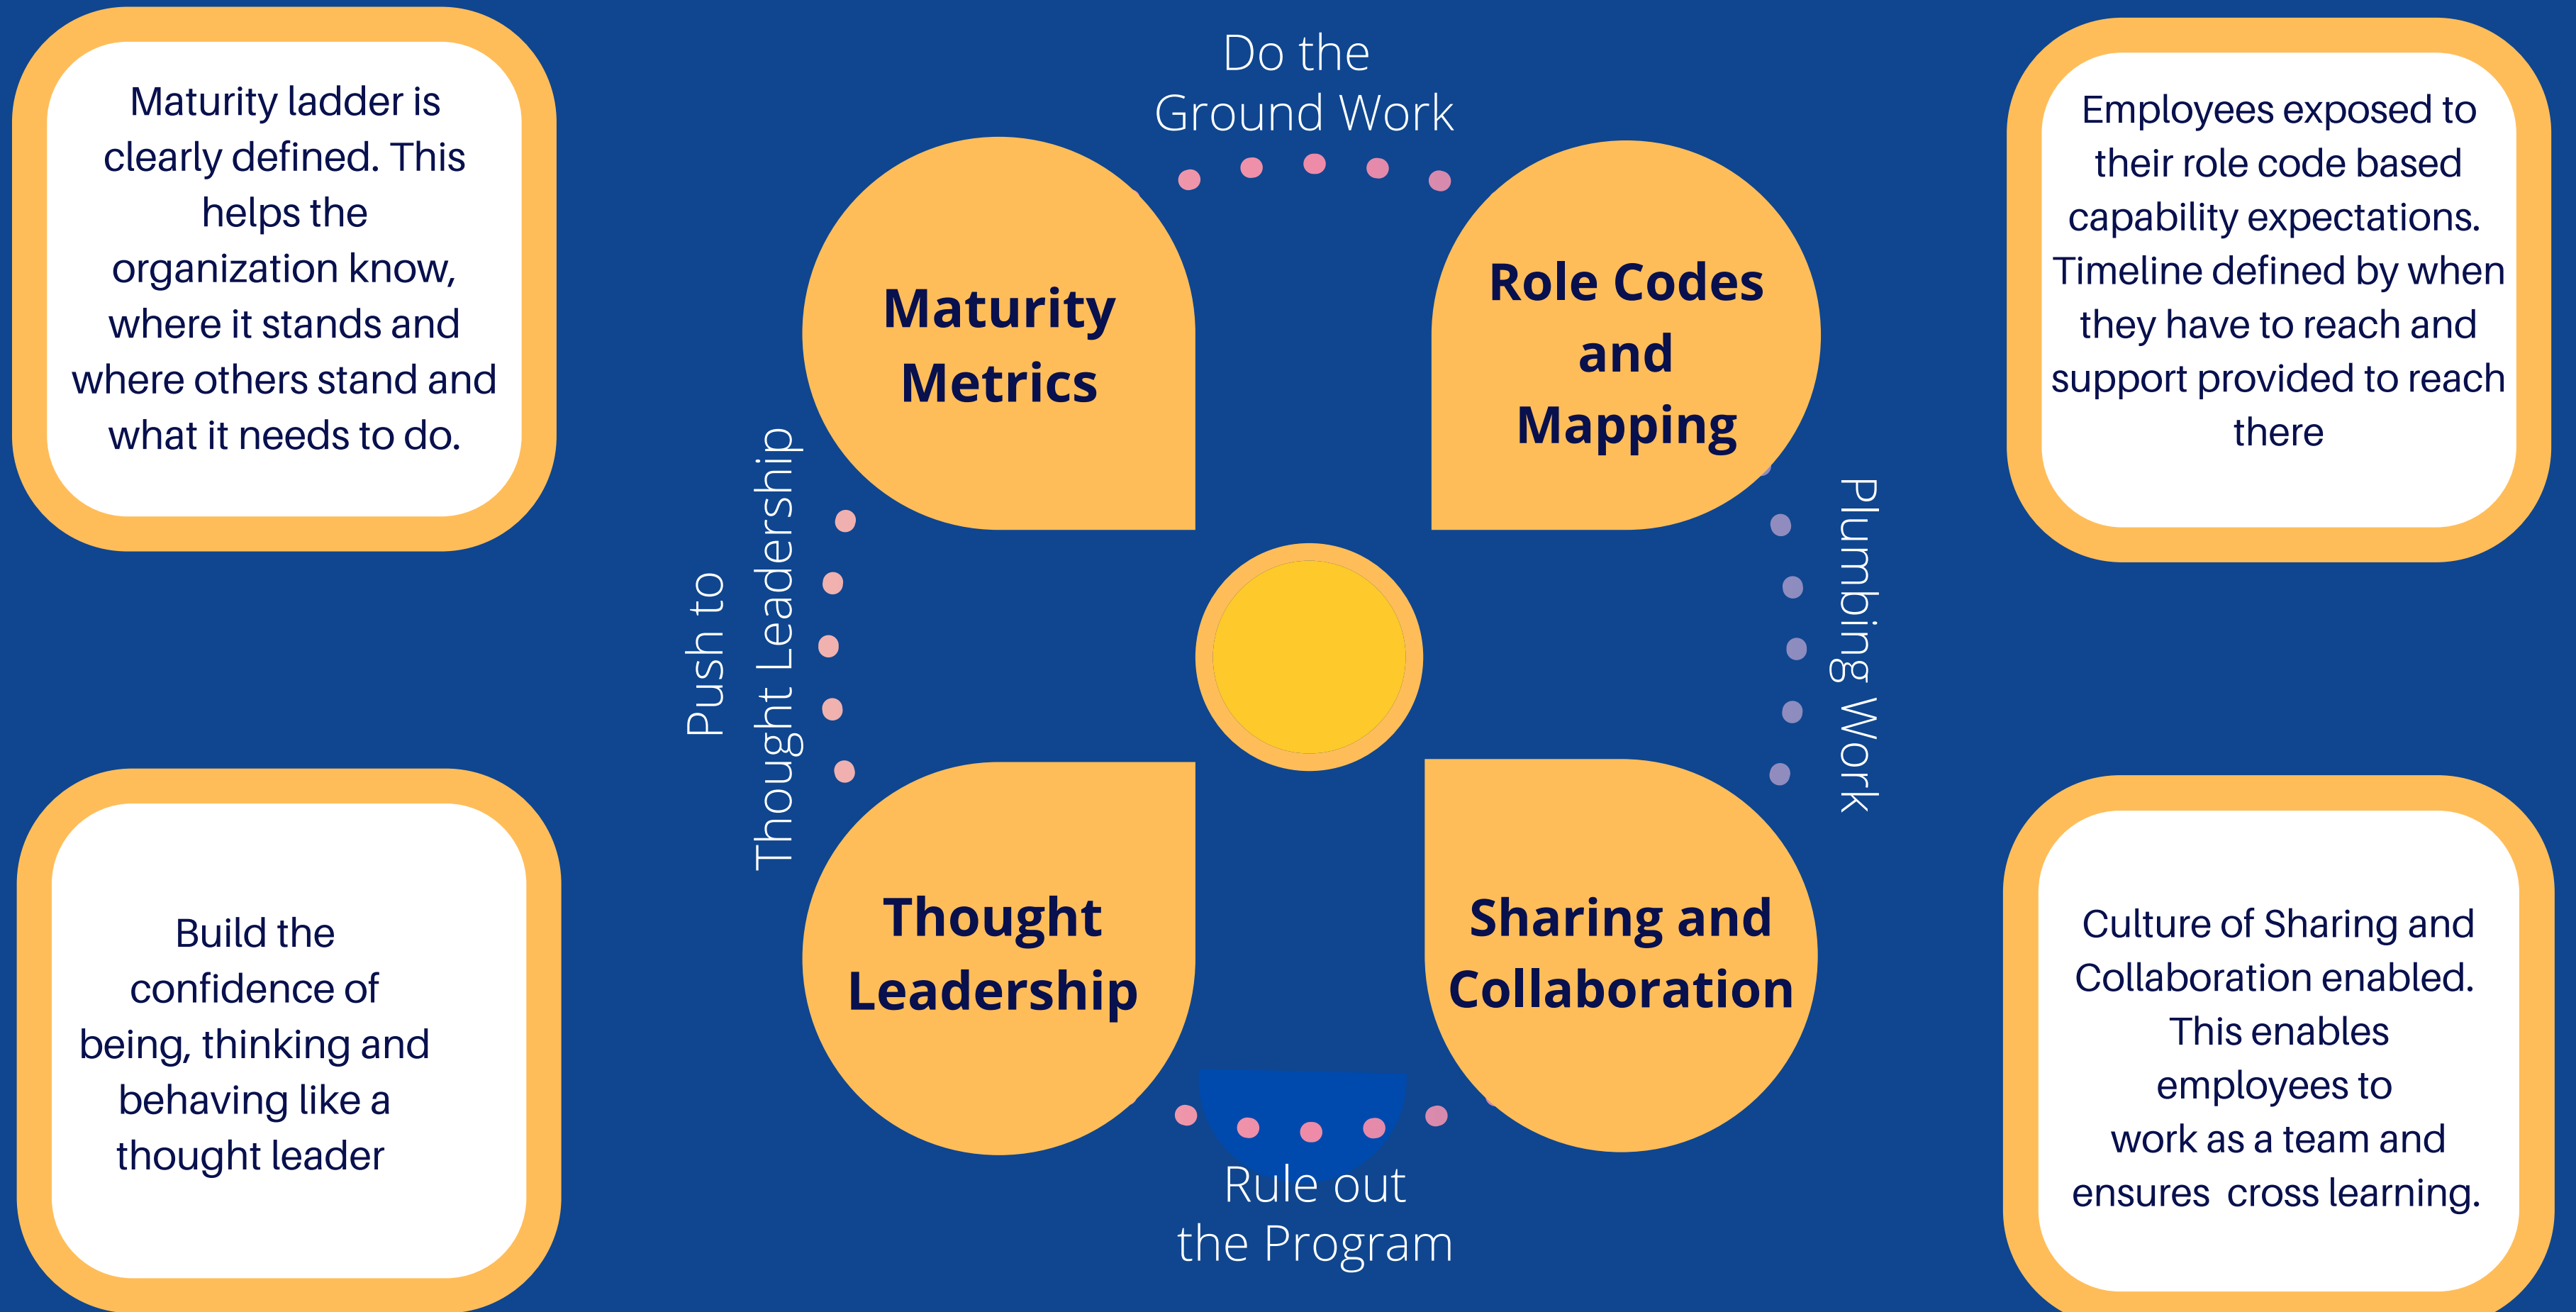 Maturity ladder is
clearly defined. This
helps the
organization know,
where it stands and
where others stand and
what it needs to do.
Do the
Ground Work
Employees exposed to
their role code based
capability expectations.
Timeline defined by when
they have to reach and
support provided to reach
there
Maturity
Metrics
Role Codes
and
Mapping
Push to
Thought Leadership
Plumbing Work
Build the
confidence of
being, thinking and
behaving like a
thought leader
Thought
Leadership
Sharing and
Collaboration
Culture of Sharing and
Collaboration enabled.
This enables
employees to
work as a team and
ensures  cross learning.
Rule out
the Program